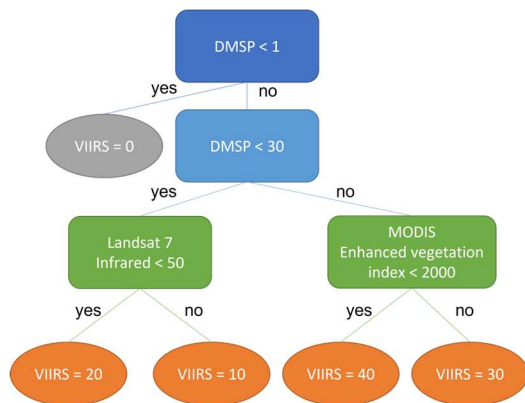 DMSP < 1
yes
no
VIIRS = 0
DMSP < 30
yes
no
Landsat 7
Infrared < 50
MODIS
Enhanced vegetation
index < 2000
yes
no
yes
no
VIIRS = 20
VIIRS = 10
VIIRS = 40
VIIRS = 30